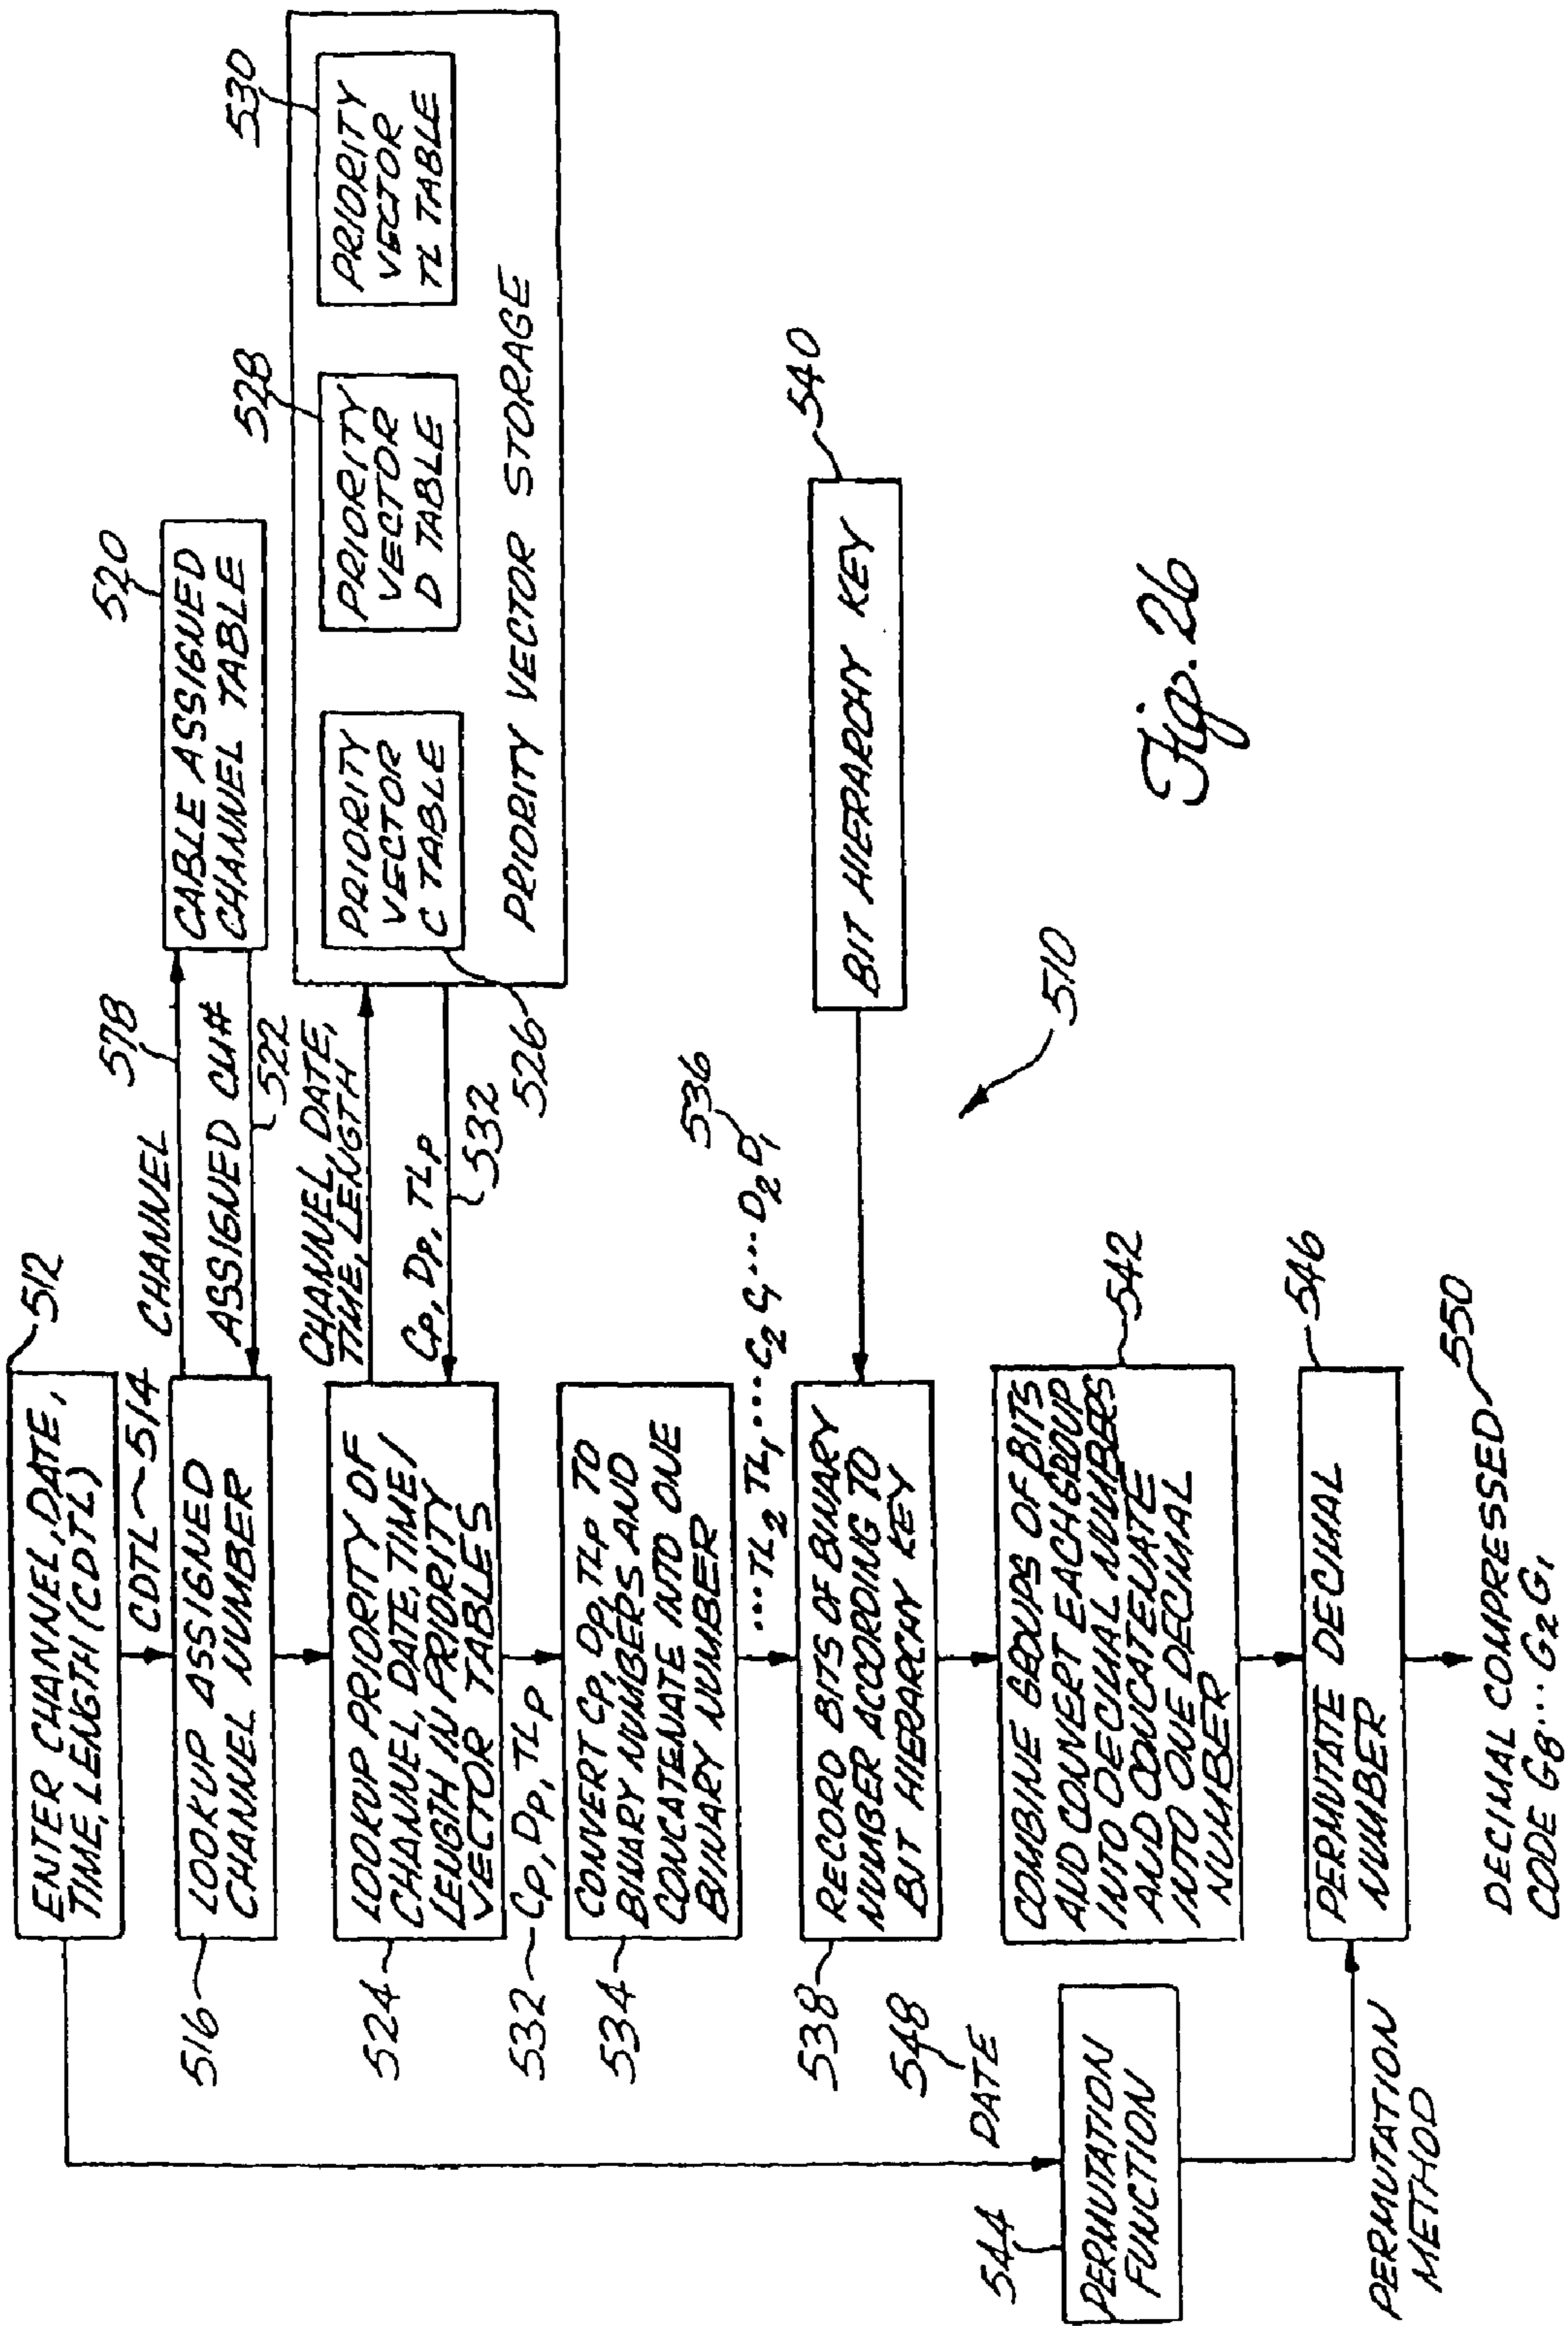 512
ENTER CHANNEL, DATE,
TIME, LENGTH (CDTL)
CDTL 514
516
LOOKUP ASSIGNED
CHANNEL NUMBER
CHANNEL
578
ASSIGNED CH#
522
520
CABLE ASSIGNED
CHANNEL TABLE
524
LOOKUP PRIORITY OF
CHANNEL, DATE, TIME/
LENGTH IN PRIORITY
VECTOR TABLES
CHANNEL, DATE,
TIME, LENGTH
CP, DP, TLP
532
526
PRIORITY
VECTOR
C TABLE
528
PRIORITY
VECTOR
D TABLE
530
PRIORITY
VECTOR
TL TABLE
PRIORITY VECTOR STORAGE
532 CP, DP, TLP
534
CONVERT CP, DP, TLP TO
BINARY NUMBERS AND
CONCATENATE INTO ONE
BINARY NUMBER
...TL2 TL1,...C2 C1...D2 D1
536
538
RECORD BITS OF BINARY
NUMBER ACCORDING TO
BIT HIERARCHY KEY
540
BIT HIERARCHY KEY
510
542
COMBINE GROUPS OF BITS
AND CONVERT EACH GROUP
INTO DECIMAL NUMBERS
AND CONCATENATE
INTO ONE DECIMAL
NUMBER
548
DATE
544
PERMUTATION
FUNCTION
PERMUTATION
METHOD
546
PERMUTATE DECIMAL
NUMBER
DECIMAL COMPRESSED
CODE G8...G2G1
550
Fig. 26